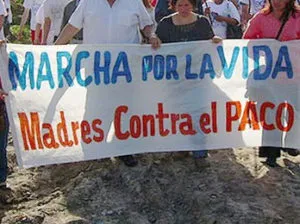 MARCHA POR LA VIDA
Madres Contra el PACO